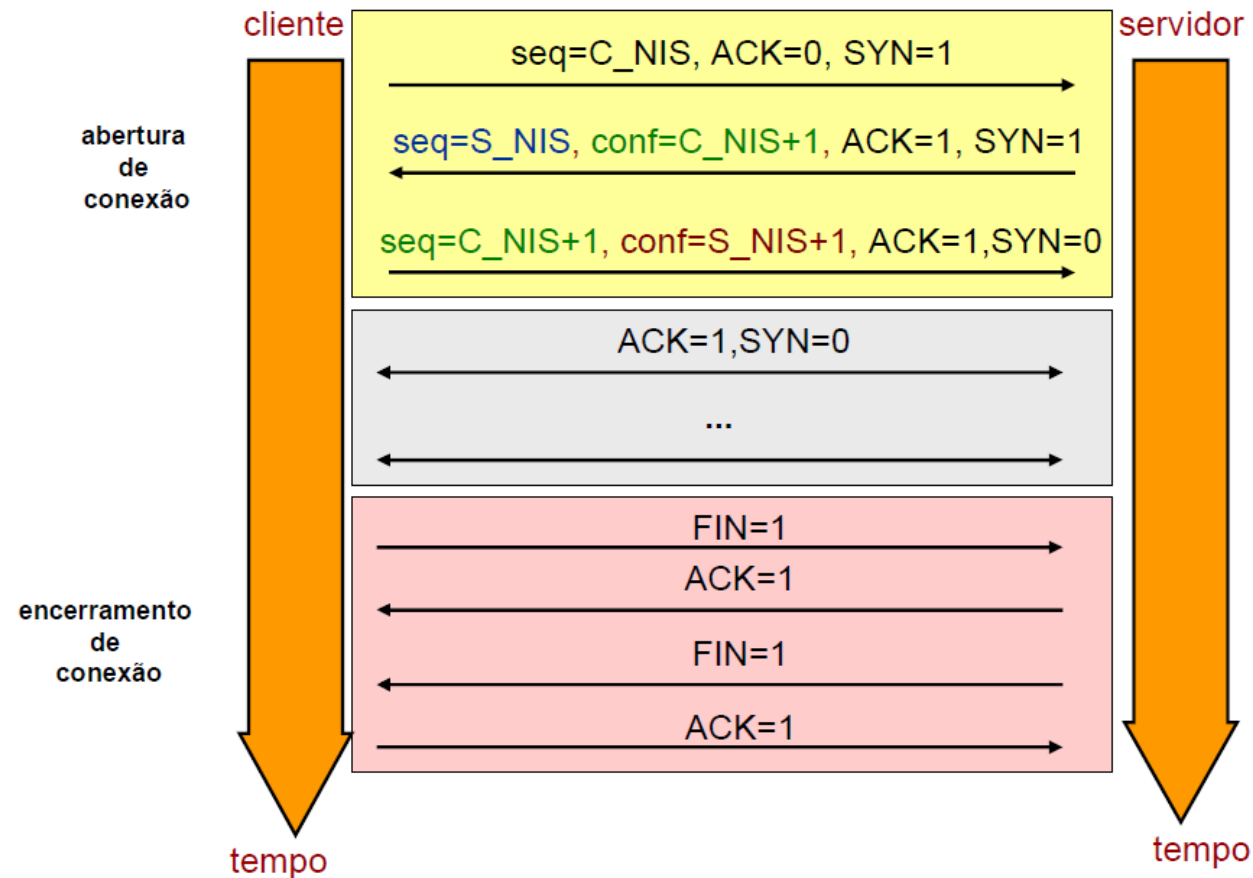 cliente
servidor
seq=C_NIS, ACK=0, SYN=1
abertura
de
conexão
seq=S_NIS, conf=C_NIS+1, ACK=1, SYN=1
seq=C_NIS+1, conf=S_NIS+1, ACK=1,SYN=0
ACK=1,SYN=0
...
FIN=1
ACK=1
encerramento
de
conexão
FIN=1
ACK=1
tempo
tempo